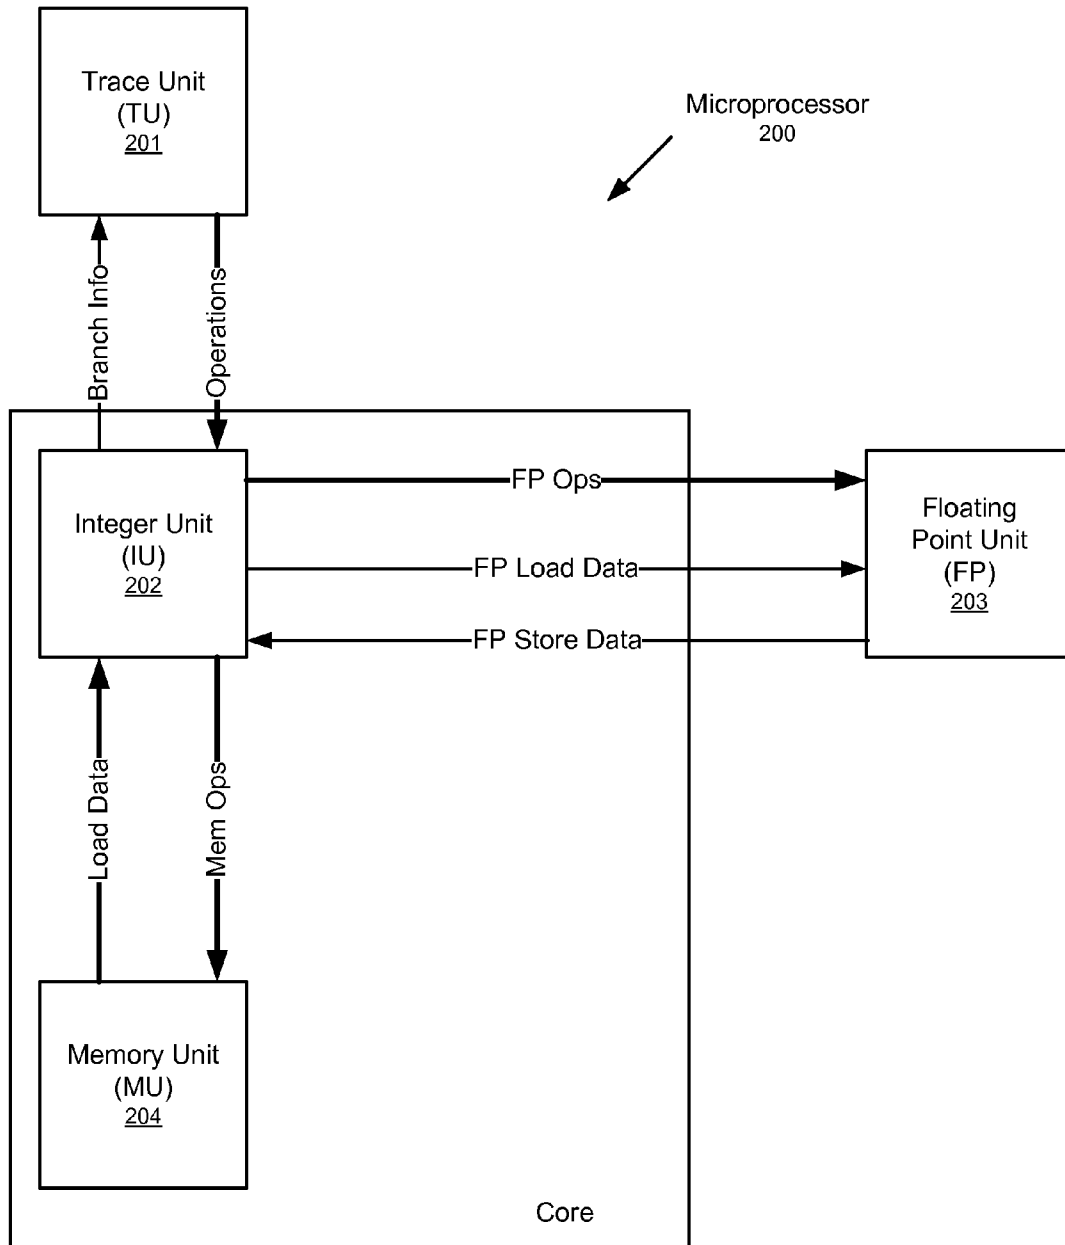 Trace Unit
(TU)
201
Microprocessor
200
Branch Info
Operations
Integer Unit
(IU)
202
FP Ops
FP Load Data
FP Store Data
Floating
Point Unit
(FP)
203
Load Data
Mem Ops
Memory Unit
(MU)
204
Core